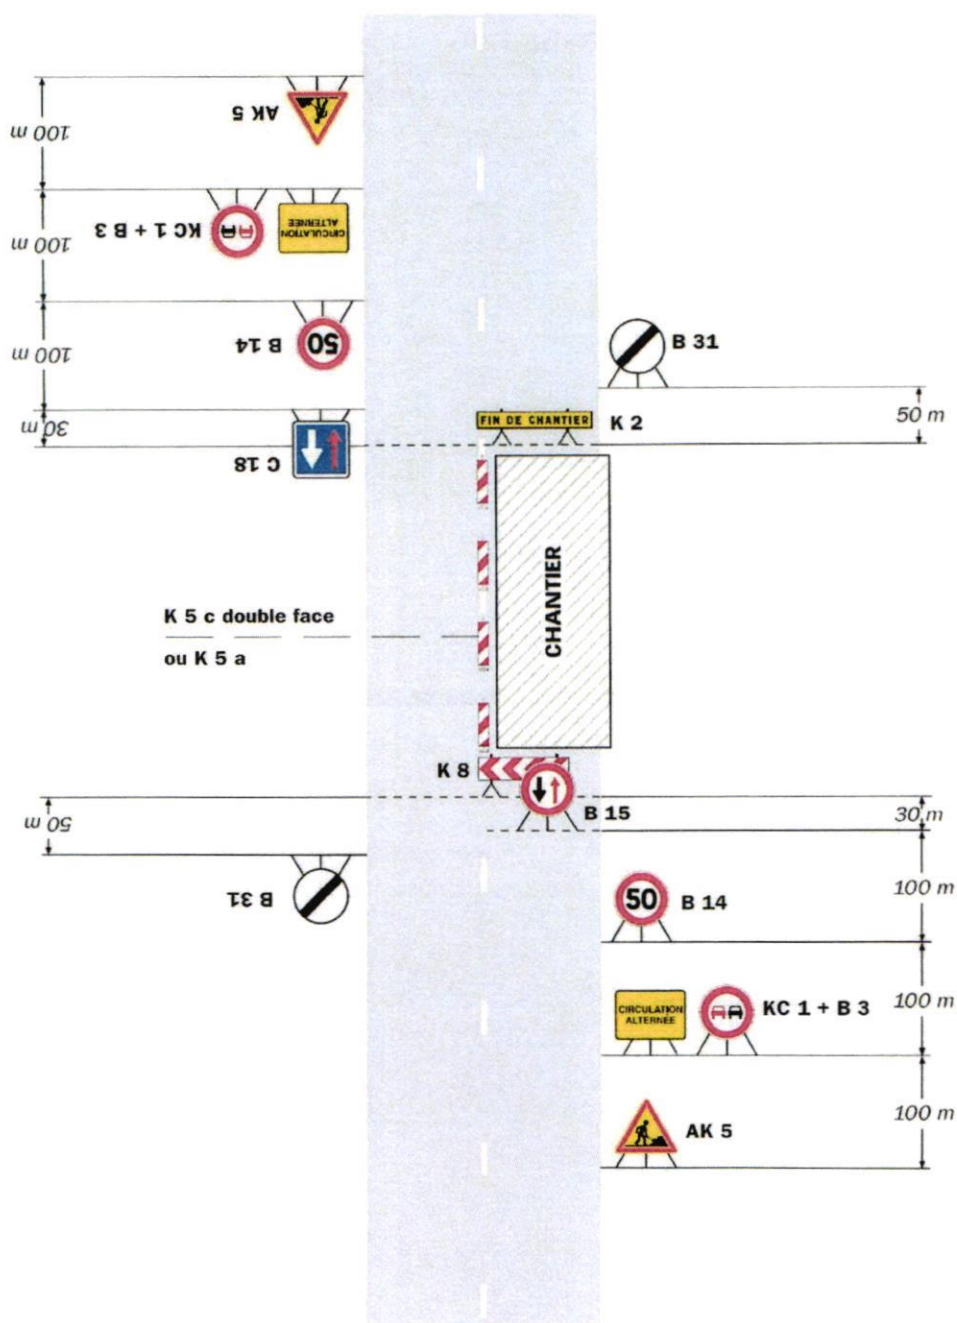 AK 5
100 m
KC 1 + B 3
CIRCULATION
ALTERNÉE
100 m
B 14
50
100 m
B 31
FIN DE CHANTIER
K 2
50 m
C 18
30 m
CHANTIER
K 5 c double face
ou K 5 a
K 8
B 15
30 m
50 m
B 31
50
B 14
100 m
CIRCULATION
ALTERNÉE
KC 1 + B 3
100 m
AK 5
100 m